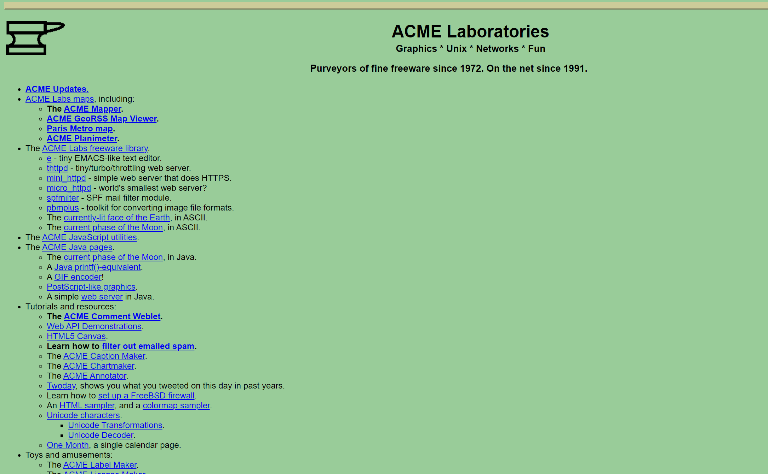 ACME Laboratories
Graphics * Unix * Networks * Fun
Purveyors of fine freeware since 1972. On the net since 1991.
ACME Updates.
ACME Labs maps, including:
The ACME Mapper.
ACME GeoRSS Map Viewer.
Paris Metro map.
ACME Planimeter.
The ACME Labs freeware library.
e - tiny EMACS-like text editor.
thttpd - tiny/turbo/throttling web server.
mini_httpd - simple web server that does HTTPS.
micro_httpd - world's smallest web server?
spfmilter - SPF mail filter module.
pbmplus - toolkit for converting image file formats.
The currently-lit face of the Earth, in ASCII.
The current phase of the Moon, in ASCII.
The ACME JavaScript utilities.
The ACME Java pages.
The current phase of the Moon, in Java.
A Java printf()-equivalent.
A GIF encoder!
PostScript-like graphics.
A simple web server in Java.
Tutorials and resources:
The ACME Comment Weblet.
Web API Demonstrations.
HTML5 Canvas.
Learn how to filter out emailed spam.
The ACME Caption Maker.
The ACME Chartmaker.
The ACME Annotator.
Twoday, shows you what you tweeted on this day in past years.
Learn how to set up a FreeBSD firewall.
An HTML sampler, and a colormap sampler.
Unicode characters.
Unicode Transformations.
Unicode Decoder.
One Month, a single calendar page.
Toys and amusements:
The ACME Label Maker.